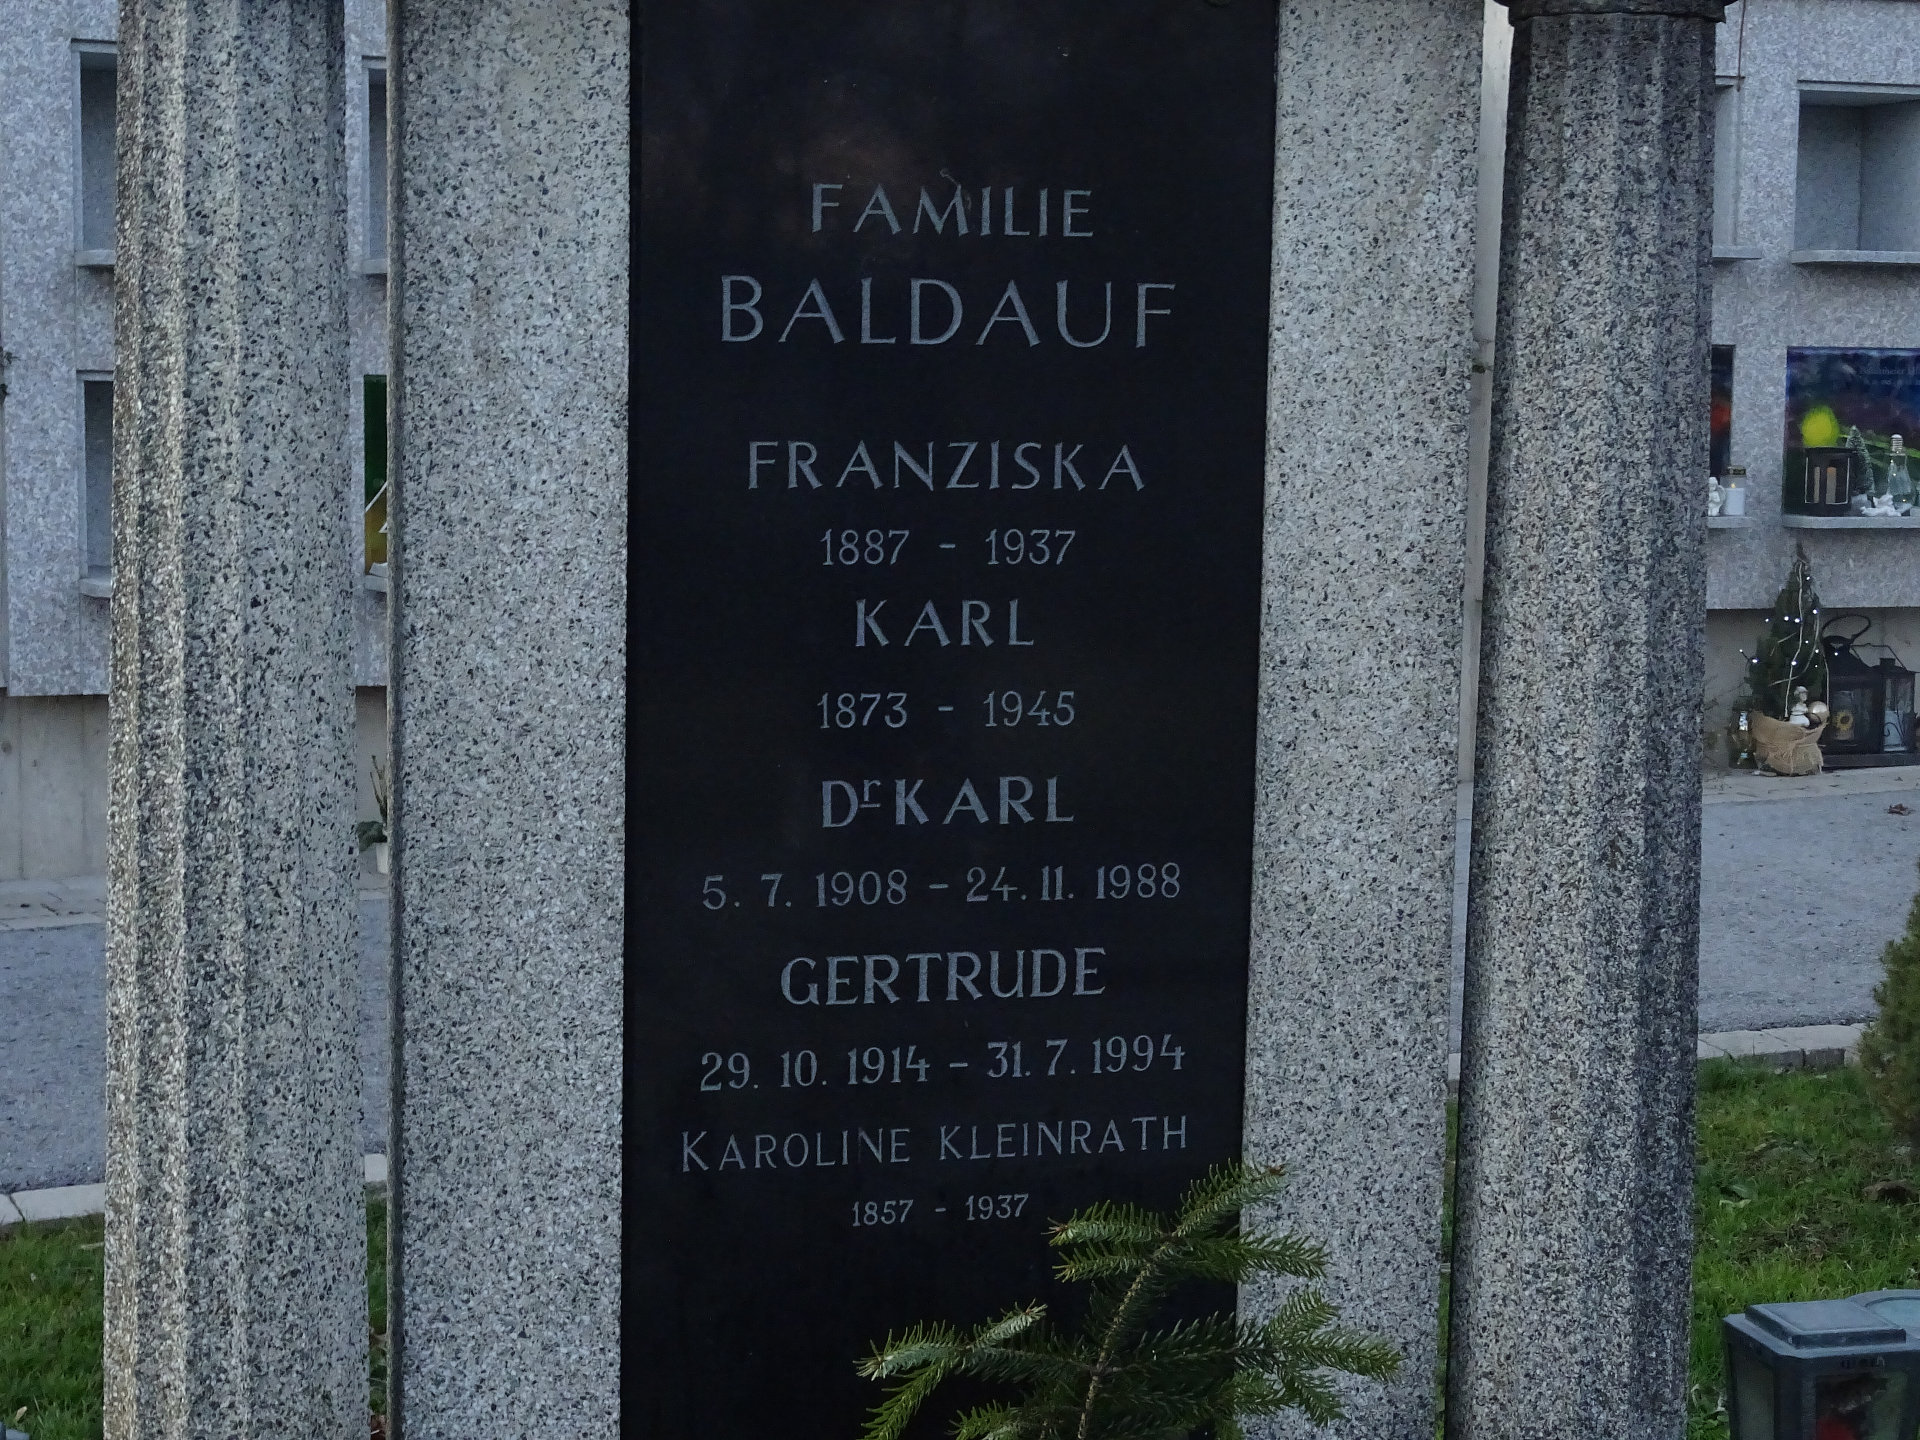 FAMILIE
BALDAUF
FRANZISKA
1887 - 1937
KARL
1873 - 1945
Dr KARL
5. 7. 1908 - 24. 11. 1988
GERTRUDE
29. 10. 1914 - 31. 7. 1994
KAROLINE KLEINRATH
1857 - 1937